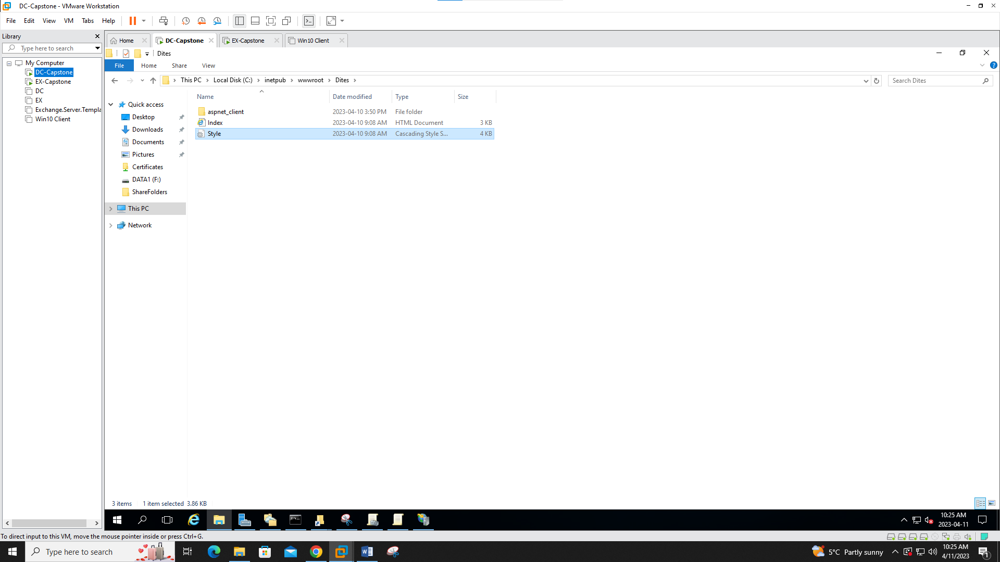 DC-Capstone - VMware Workstation
File Edit View VM Tabs Help
Library
Type here to search
My Computer
DC-Capstone
EX-Capstone
DC
EX
Exchange.Server.Templa
Win10 Client
Home
DC-Capstone
EX-Capstone
Win10 Client
Dites
File Home Share View
This PC Local Disk (C:) inetpub wwwroot Dites
Search Dites
Name Date modified Type Size
aspnet_client 2023-04-10 3:50 PM File folder
Index 2023-04-10 9:08 AM HTML Document 3 KB
Style 2023-04-10 9:08 AM Cascading Style S... 4 KB
Quick access
Desktop
Downloads
Documents
Pictures
Certificates
DATA1 (F:)
ShareFolders
This PC
Network
3 items 1 item selected 3.86 KB
10:25 AM
2023-04-11
To direct input to this VM, move the mouse pointer inside or press Ctrl+G.
Type here to search
5°C Partly sunny
10:25 AM
4/11/2023
1